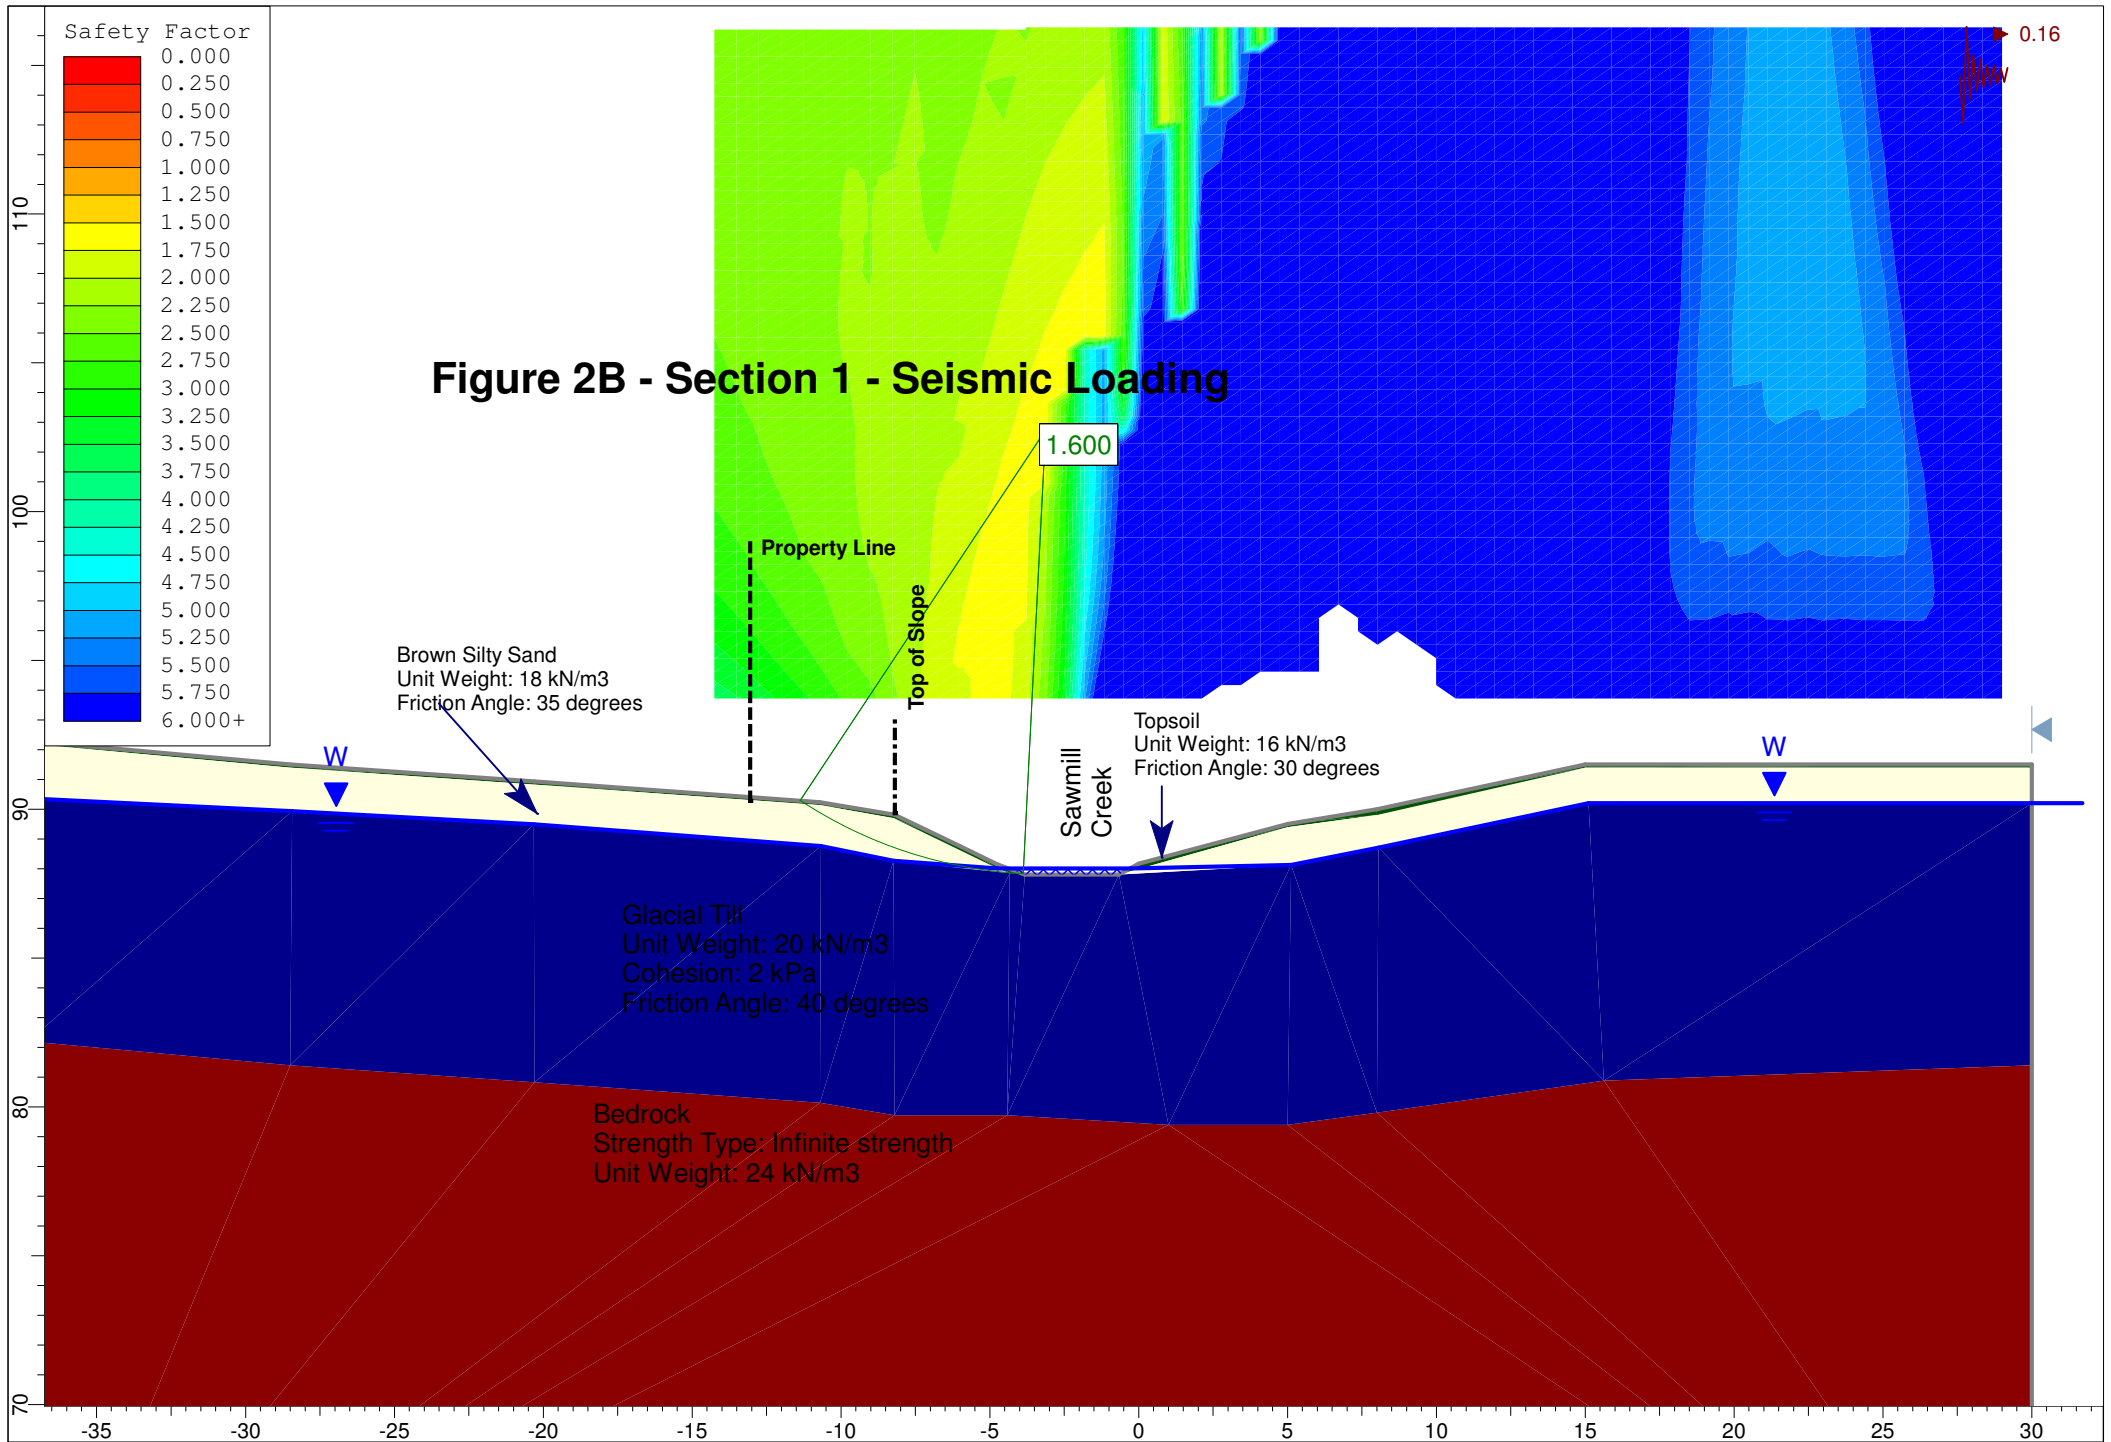 Safety Factor
0.000
0.250
0.500
0.750
1.000
1.250
1.500
1.750
2.000
2.250
2.500
2.750
3.000
3.250
3.500
3.750
4.000
4.250
4.500
4.750
5.000
5.250
5.500
5.750
6.000+
0.16
Figure 2B - Section 1 - Seismic Loading
1.600
Property Line
Top of Slope
Brown Silty Sand
Unit Weight: 18 kN/m3
Friction Angle: 35 degrees
Topsoil
Unit Weight: 16 kN/m3
Friction Angle: 30 degrees
Sawmill
Creek
W
W
Glacial Till
Unit Weight: 20 kN/m3
Cohesion: 2 kPa
Friction Angle: 40 degrees
Bedrock
Strength Type: Infinite strength
Unit Weight: 24 kN/m3
110
100
90
80
70
-35 -30 -25 -20 -15 -10 -5 0 5 10 15 20 25 30